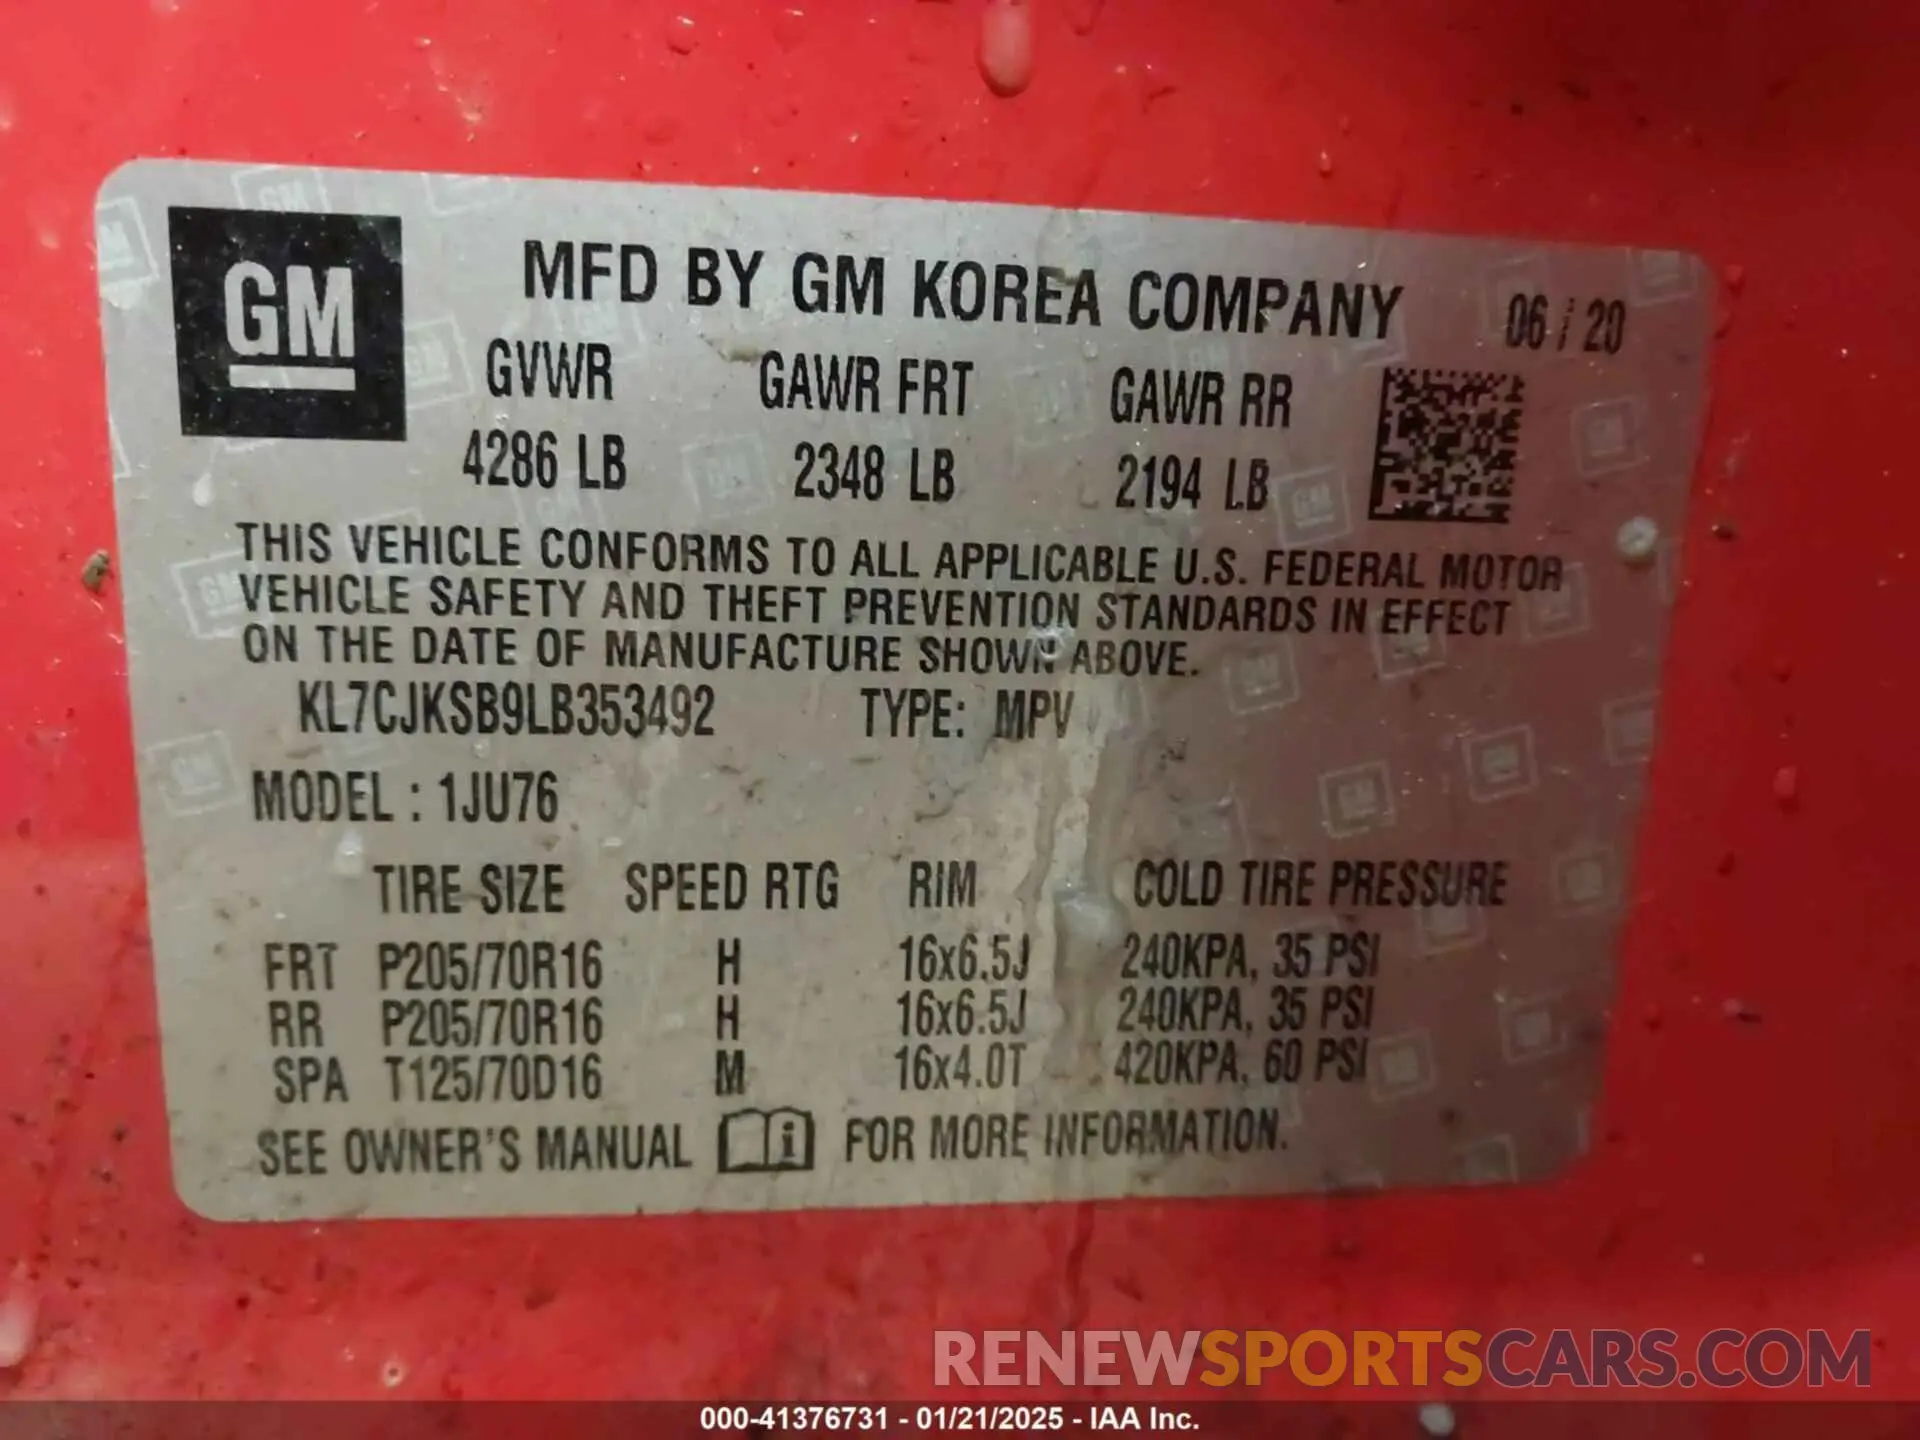 GM
MFD BY GM KOREA COMPANY 06 / 20
GVWR GAWR FRT GAWR RR
4286 LB 2348 LB 2194 LB
THIS VEHICLE CONFORMS TO ALL APPLICABLE U.S. FEDERAL MOTOR
VEHICLE SAFETY AND THEFT PREVENTION STANDARDS IN EFFECT
ON THE DATE OF MANUFACTURE SHOWN ABOVE.
KL7CJKSB9LB353492 TYPE: MPV
MODEL : 1JU76
TIRE SIZE SPEED RTG RIM COLD TIRE PRESSURE
FRT P205/70R16 H 16x6.5J 240KPA, 35 PSI
RR P205/70R16 H 16x6.5J 240KPA, 35 PSI
SPA T125/70D16 M 16x4.0T 420KPA, 60 PSI
SEE OWNER'S MANUAL i FOR MORE INFORMATION.
RENEWSPORTSCARS.COM
000-41376731 - 01/21/2025 - IAA Inc.